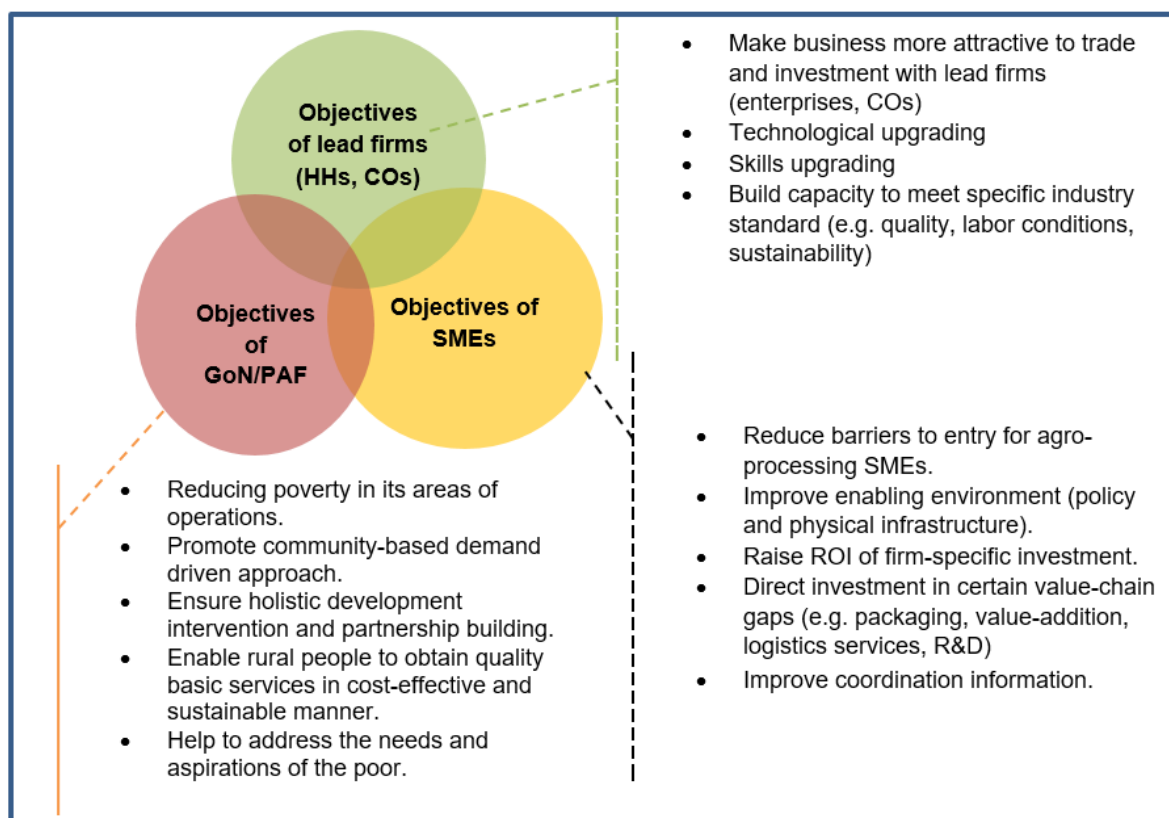 Objectives
of lead firms
(HHs, COs)
Objectives
of
GoN/PAF
Objectives of
SMEs
• Make business more attractive to trade
and investment with lead firms
(enterprises, COs)
• Technological upgrading
• Skills upgrading
• Build capacity to meet specific industry
standard (e.g. quality, labor conditions,
sustainability)
• Reduce barriers to entry for agro-
processing SMEs.
• Improve enabling environment (policy
and physical infrastructure).
• Raise ROI of firm-specific investment.
• Direct investment in certain value-chain
gaps (e.g. packaging, value-addition,
logistics services, R&D)
• Improve coordination information.
• Reducing poverty in its areas of
operations.
• Promote community-based demand
driven approach.
• Ensure holistic development
intervention and partnership building.
• Enable rural people to obtain quality
basic services in cost-effective and
sustainable manner.
• Help to address the needs and
aspirations of the poor.